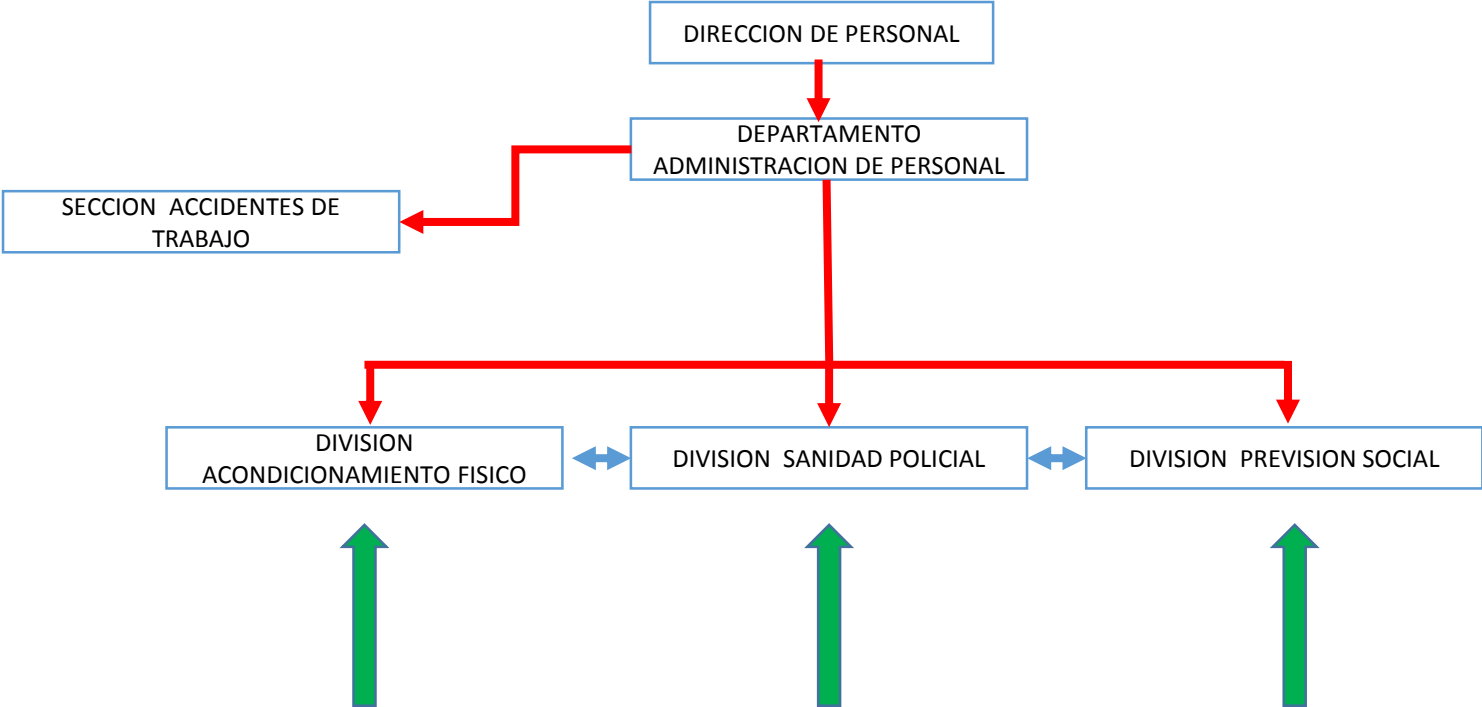 DIRECCION DE PERSONAL
DEPARTAMENTO
ADMINISTRACION DE PERSONAL
SECCION  ACCIDENTES DE
TRABAJO
DIVISION
ACONDICIONAMIENTO FISICO
DIVISION  SANIDAD POLICIAL
DIVISION  PREVISION SOCIAL